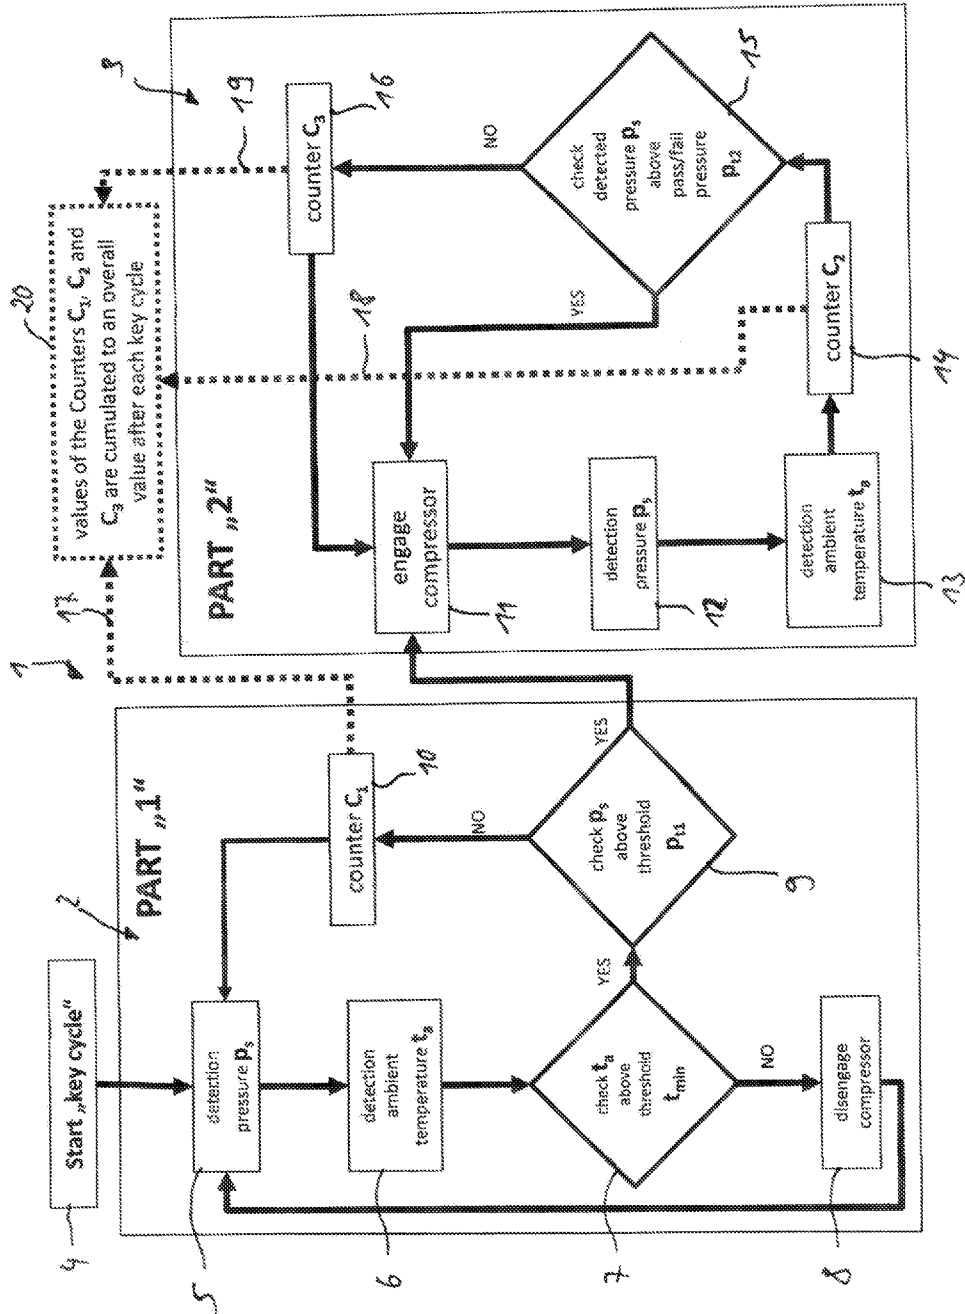 1
Start „key cycle“
4
PART „1“
2
detection
pressure pₛ
5
detection
ambient
temperature tₐ
6
check tₐ above
threshold
tₘᵢₙ
7
YES
NO
disengage
compressor
8
check pₛ
above
threshold
pₜ₁
9
NO
YES
counter C₁
10
17
PART „2“
3
engage
compressor
11
detection
pressure pₛ
12
detection
ambient
temperature tₐ
13
counter C₂
14
18
check
detected
pressure pₛ
above
pass/fail
pressure
pₜ₂
15
YES
NO
counter C₃
16
19
values of the Counters C₁, C₂ and
C₃ are cumulated to an overall
value after each key cycle
20